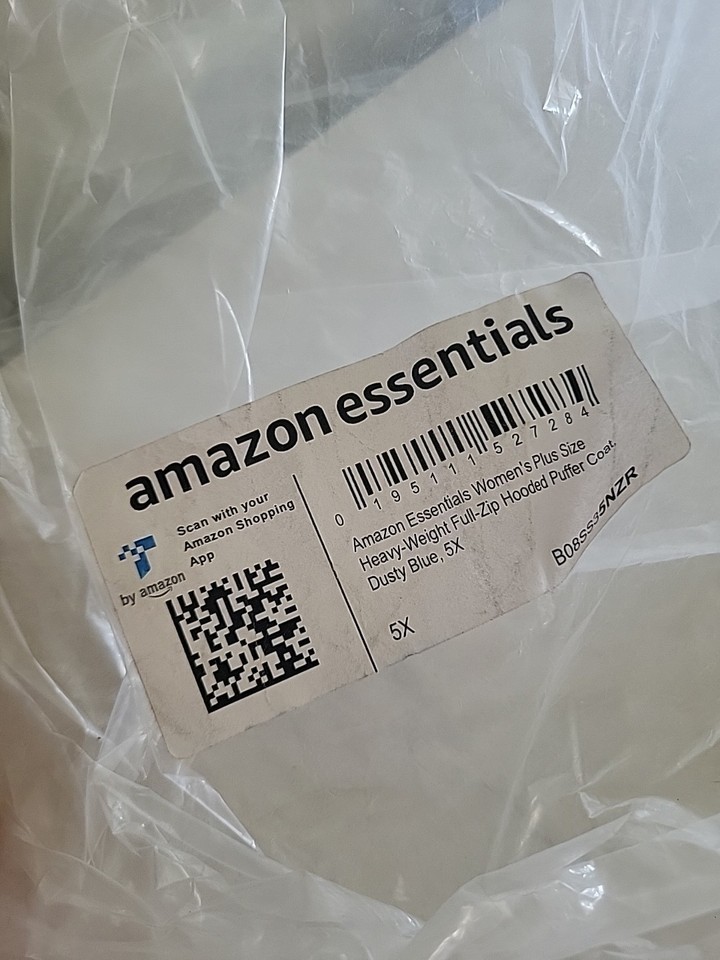 amazon essentials
Scan with your
Amazon Shopping
App
by amazon
0 195111 527284
Amazon Essentials Women's Plus Size
Heavy-Weight Full-Zip Hooded Puffer Coat,
Dusty Blue, 5X
B08SS35NZR
5X